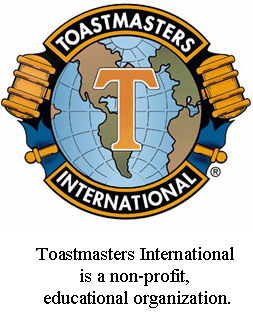 TOASTMASTERS
T
INTERNATIONAL
®
Toastmasters International
is a non-profit,
educational organization.